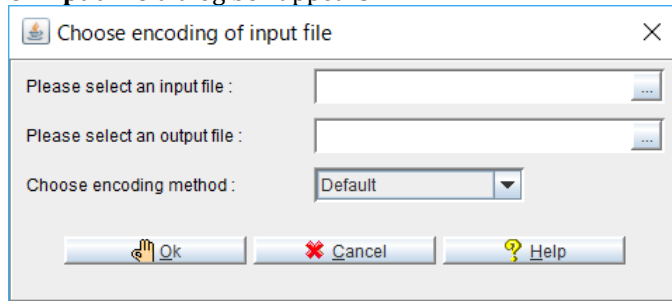 Choose encoding of input file
Please select an input file :
...
Please select an output file :
...
Choose encoding method :
Default
Ok
Cancel
Help